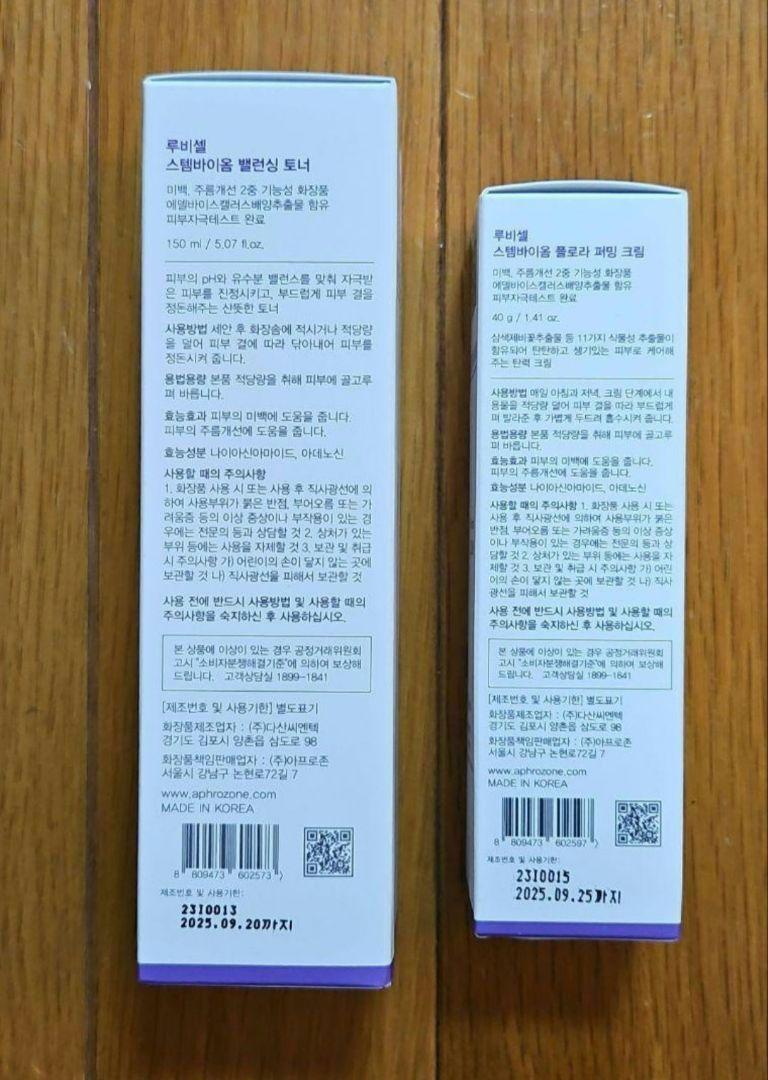 루비셀
스템바이옴 밸런싱 토너
미백, 주름개선 2중 기능성 화장품
에델바이스캘러스배양추출물 함유
피부자극테스트 완료
150 ml / 5.07 fl.oz.
피부의 pH와 유수분 밸런스를 맞춰 자극받
은 피부를 진정시키고, 부드럽게 피부 결을
정돈해주는 산뜻한 토너
사용방법 세안 후 화장솜에 적시거나 적당량
을 덜어 피부 결에 따라 닦아내어 피부를
정돈시켜 줍니다.
용법용량 본품 적당량을 취해 피부에 골고루
펴 바릅니다.
효능효과 피부의 미백에 도움을 줍니다.
피부의 주름개선에 도움을 줍니다.
효능성분 나이아신아마이드, 아데노신
사용할 때의 주의사항
1. 화장품 사용 시 또는 사용 후 직사광선에 의
하여 사용부위가 붉은 반점, 부어오름 또는 가
려움증 등의 이상 증상이나 부작용이 있는 경
우에는 전문의 등과 상담할 것 2. 상처가 있는
부위 등에는 사용을 자제할 것 3. 보관 및 취급
시 주의사항 가) 어린이의 손이 닿지 않는 곳에
보관할 것 나) 직사광선을 피해서 보관할 것
사용 전에 반드시 사용방법 및 사용할 때의
주의사항을 숙지하신 후 사용하십시오.
본 상품에 이상이 있는 경우 공정거래위원회
고시 "소비자분쟁해결기준"에 의하여 보상해
드립니다. 고객상담실 1899-1841
[제조번호 및 사용기한] 별도표기
화장품제조업자 : (주)다산씨엔텍
경기도 김포시 양촌읍 삼도로 98
화장품책임판매업자 : (주)아프로존
서울시 강남구 논현로72길 7
www.aphrozone.com
MADE IN KOREA
8 809473 602573
제조번호 및 사용기한:
23I0013
2025.09.20까지
루비셀
스템바이옴 플로라 퍼밍 크림
미백, 주름개선 2중 기능성 화장품
에델바이스캘러스배양추출물 함유
피부자극테스트 완료
40 g / 1.41 oz.
삼색제비꽃추출물 등 11가지 식물성 추출물이
함유되어 탄탄하고 생기있는 피부로 케어해
주는 탄력 크림
사용방법 매일 아침과 저녁, 크림 단계에서 내
용물을 적당량 덜어 피부 결을 따라 부드럽게
펴 발라준 후 가볍게 두드려 흡수시켜 줍니다.
용법용량 본품 적당량을 취해 피부에 골고루
펴 바릅니다.
효능효과 피부의 미백에 도움을 줍니다.
피부의 주름개선에 도움을 줍니다.
효능성분 나이아신아마이드, 아데노신
사용할 때의 주의사항 1. 화장품 사용 시 또는
사용 후 직사광선에 의하여 사용부위가 붉은
반점, 부어오름 또는 가려움증 등의 이상 증상
이나 부작용이 있는 경우에는 전문의 등과 상
담할 것 2. 상처가 있는 부위 등에는 사용을 자
제할 것 3. 보관 및 취급 시 주의사항 가) 어린
이의 손이 닿지 않는 곳에 보관할 것 나) 직사
광선을 피해서 보관할 것
사용 전에 반드시 사용방법 및 사용할 때의
주의사항을 숙지하신 후 사용하십시오.
본 상품에 이상이 있는 경우 공정거래위원회
고시 "소비자분쟁해결기준"에 의하여 보상해
드립니다. 고객상담실 1899-1841
[제조번호 및 사용기한] 별도표기
화장품제조업자 : (주)다산씨엔텍
경기도 김포시 양촌읍 삼도로 98
화장품책임판매업자 : (주)아프로존
서울시 강남구 논현로72길 7
www.aphrozone.com
MADE IN KOREA
8 809473 602597
제조번호 및 사용기한:
23I0015
2025.09.25까지